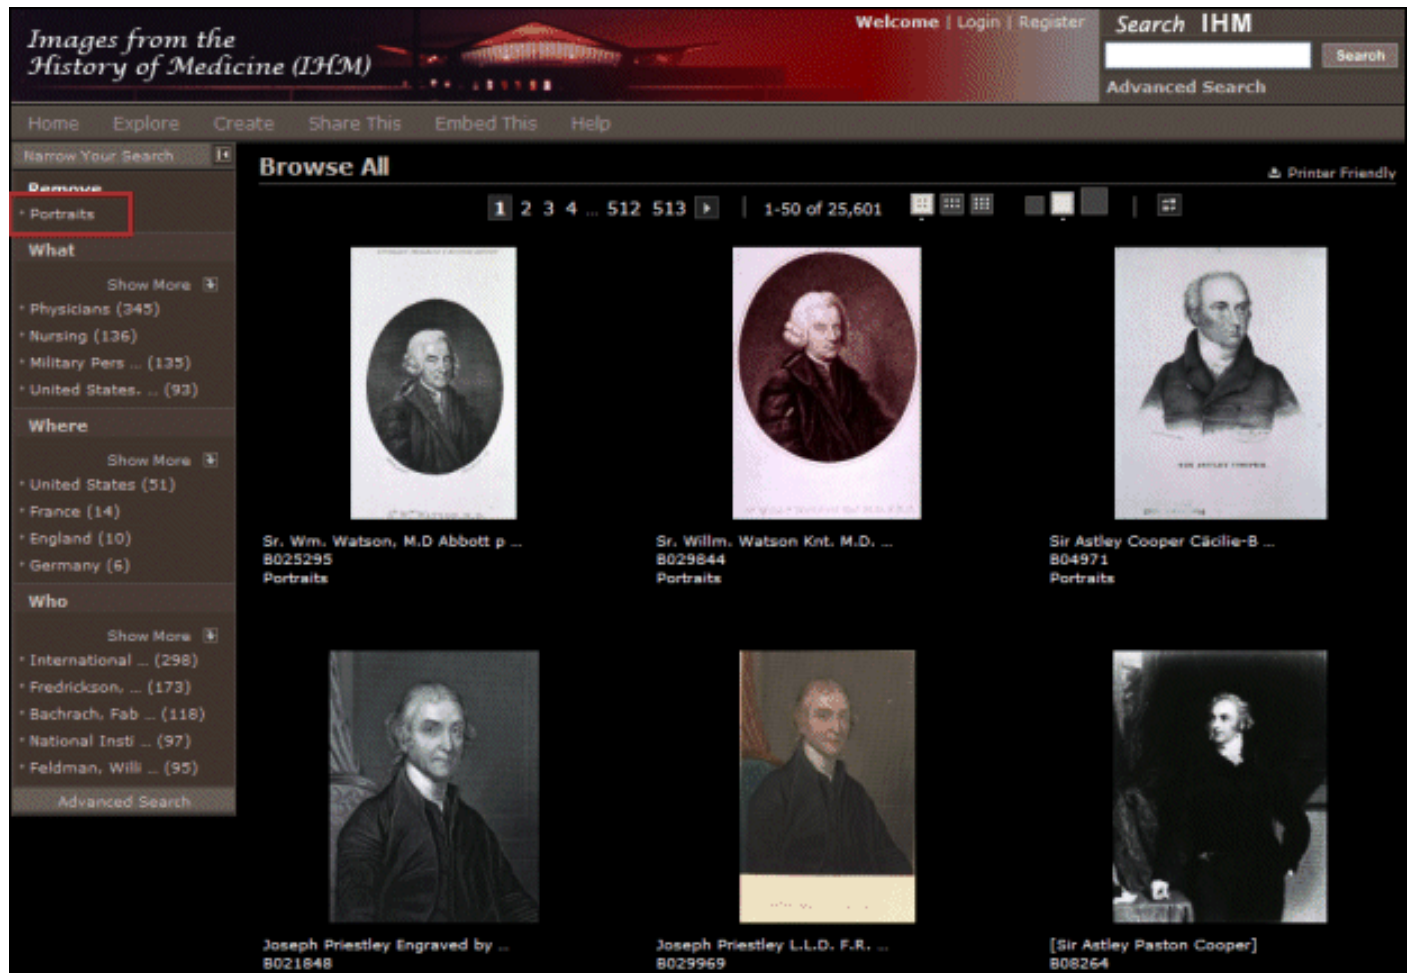 Images from the
History of Medicine (IHM)
Welcome | Login | Register
Search IHM
Search
Advanced Search
Home Explore Create Share This Embed This Help
Narrow Your Search
Remove
Portraits
What
Show More
Physicians (345)
Nursing (136)
Military Pers ... (135)
United States. ... (93)
Where
Show More
United States (51)
France (14)
England (10)
Germany (6)
Who
Show More
International ... (298)
Fredrickson, ... (173)
Bachrach, Fab ... (118)
National Insti ... (97)
Feldman, Willi ... (95)
Advanced Search
Browse All
Printer Friendly
1 2 3 4 ... 512 513 | 1-50 of 25,601
Sr. Wm. Watson, M.D Abbott p ...
B025295
Portraits
Sr. Willm. Watson Knt. M.D. ...
B029844
Portraits
SIR ASTLEY COOPER
Sir Astley Cooper Cäcilie-B ...
B04971
Portraits
Joseph Priestley Engraved by ...
B021848
Joseph Priestley L.L.D. F.R. ...
B029969
[Sir Astley Paston Cooper]
B08264